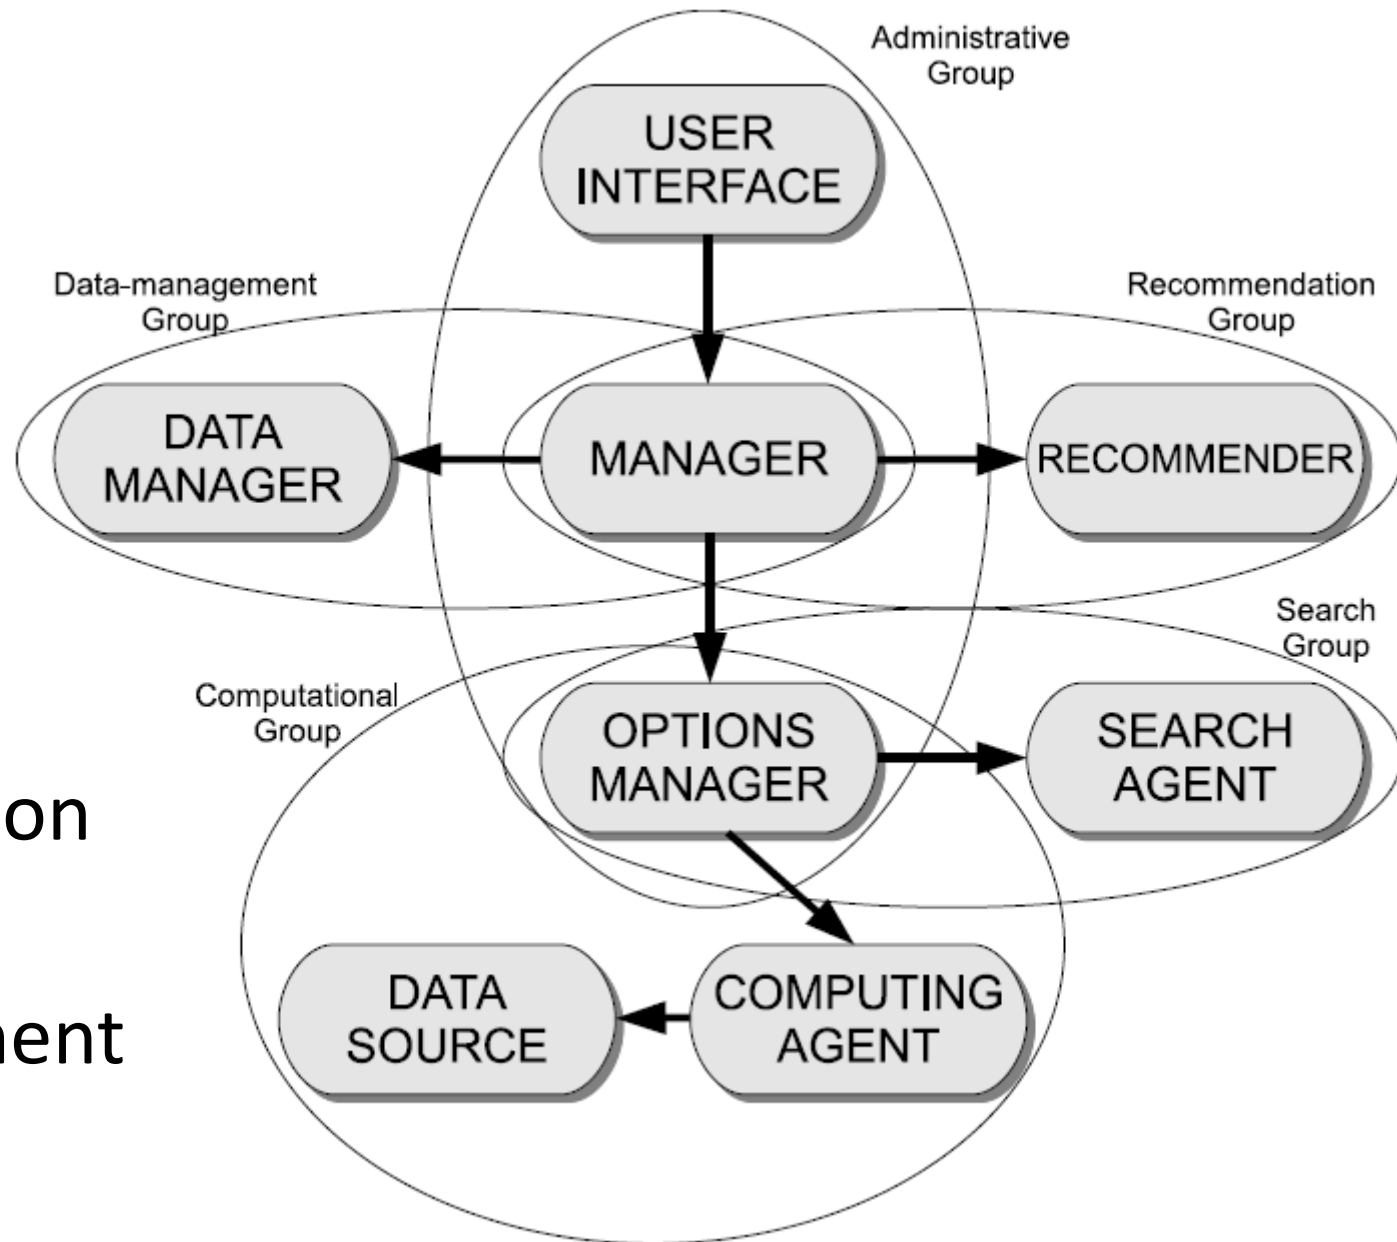 Administrative
Group
USER
INTERFACE
Data-management
Group
Recommendation
Group
DATA
MANAGER
MANAGER
RECOMMENDER
Search
Group
Computational
Group
OPTIONS
MANAGER
SEARCH
AGENT
on
nent
DATA
SOURCE
COMPUTING
AGENT